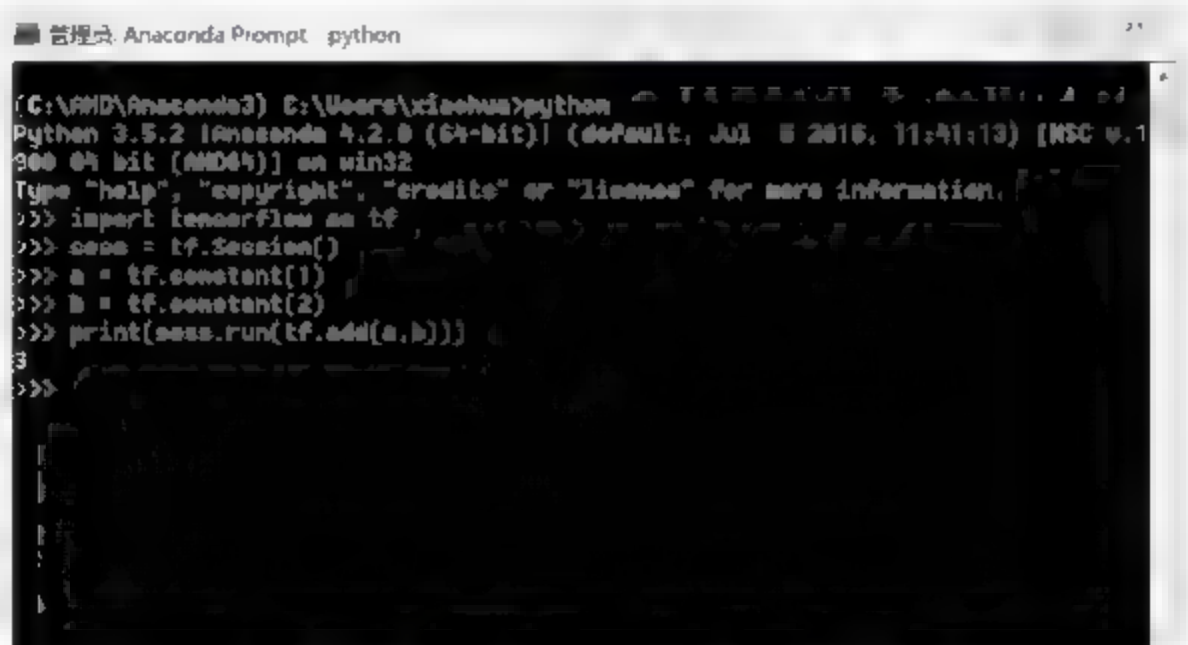 管理员: Anaconda Prompt - python
(C:\AMD\Anaconda3) C:\Users\xiaohua>python
Python 3.5.2 |Anaconda 4.2.0 (64-bit)| (default, Jul  5 2016, 11:41:13) [MSC v.1
900 64 bit (AMD64)] on win32
Type "help", "copyright", "credits" or "license" for more information.
>>> import tensorflow as tf
>>> sess = tf.Session()
>>> a = tf.constant(1)
>>> b = tf.constant(2)
>>> print(sess.run(tf.add(a,b)))
3
>>>